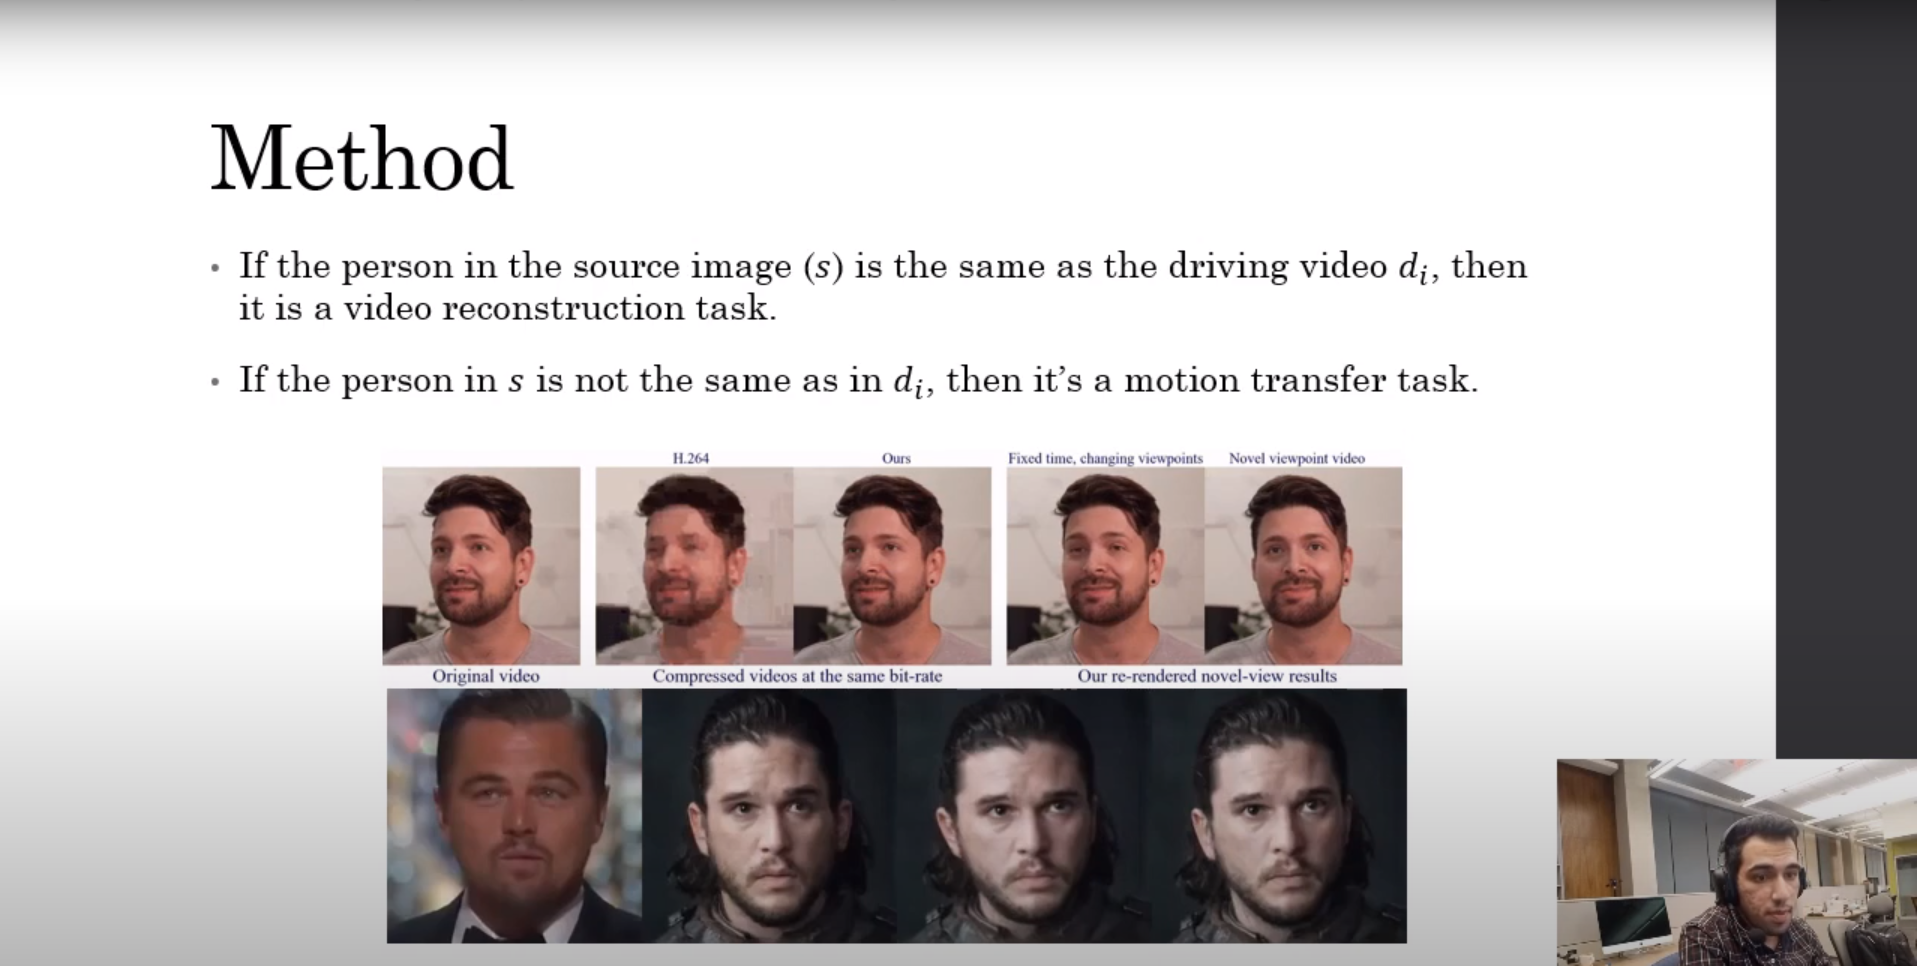 Method
• If the person in the source image (s) is the same as the driving video dᵢ, then
it is a video reconstruction task.
• If the person in s is not the same as in dᵢ, then it’s a motion transfer task.
H.264
Ours
Fixed time, changing viewpoints
Novel viewpoint video
Original video
Compressed videos at the same bit-rate
Our re-rendered novel-view results